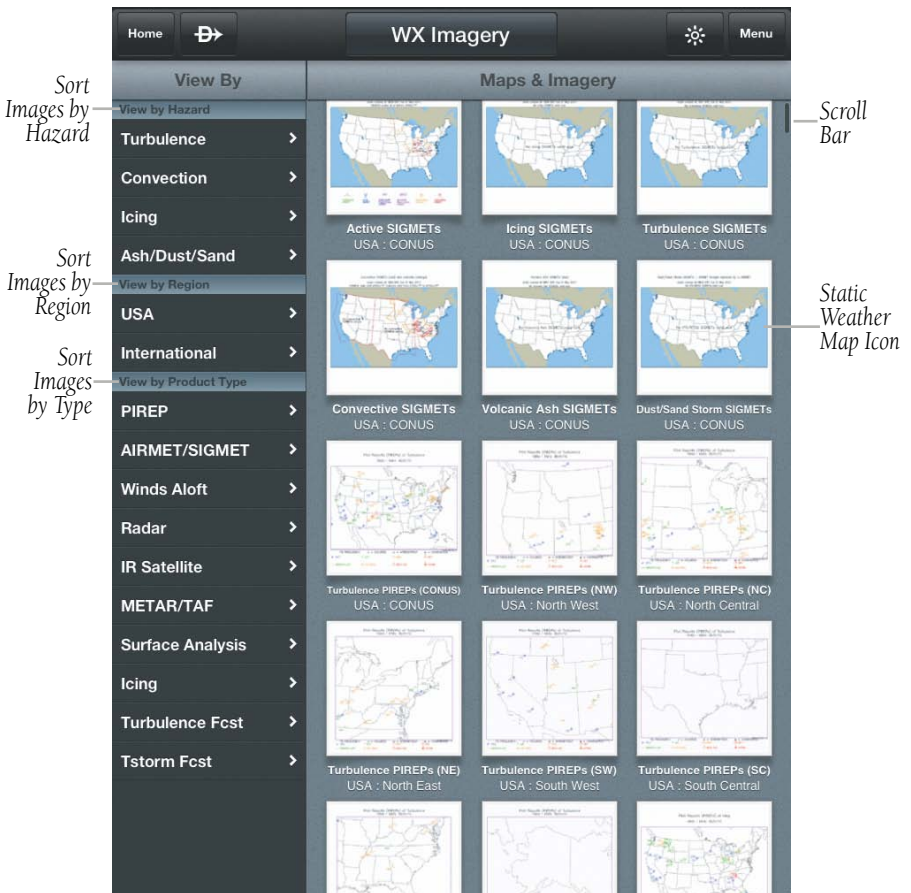 Home
WX Imagery
Menu
View By
Maps & Imagery
Sort
Images by
Hazard
View by Hazard
Turbulence
Convection
Icing
Ash/Dust/Sand
Sort
Images by
Region
View by Region
USA
International
Sort
Images
by Type
View by Product Type
PIREP
AIRMET/SIGMET
Winds Aloft
Radar
IR Satellite
METAR/TAF
Surface Analysis
Icing
Turbulence Fcst
Tstorm Fcst
Active SIGMETs
USA : CONUS
Icing SIGMETs
USA : CONUS
Turbulence SIGMETs
USA : CONUS
Convective SIGMETs
USA : CONUS
Volcanic Ash SIGMETs
USA : CONUS
Dust/Sand Storm SIGMETs
USA : CONUS
Turbulence PIREPs (CONUS)
USA : CONUS
Turbulence PIREPs (NW)
USA : North West
Turbulence PIREPs (NC)
USA : North Central
Turbulence PIREPs (NE)
USA : North East
Turbulence PIREPs (SW)
USA : South West
Turbulence PIREPs (SC)
USA : South Central
Scroll
Bar
Static
Weather
Map Icon